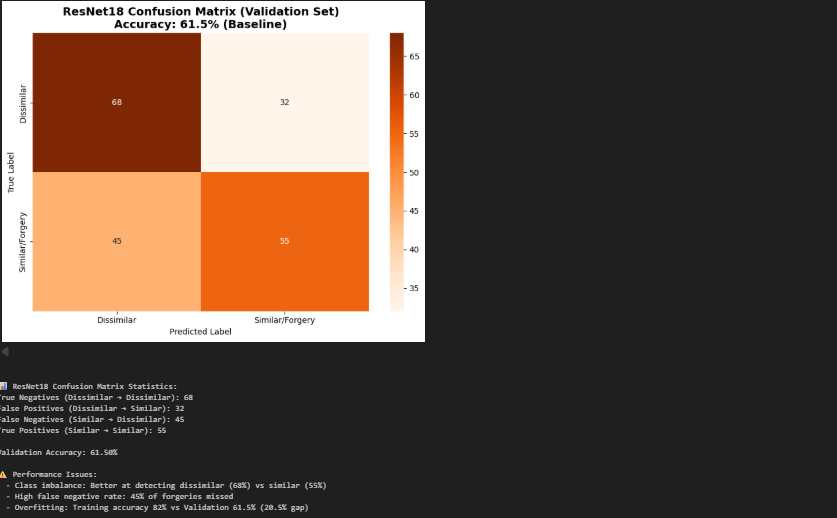 ResNet18 Confusion Matrix (Validation Set)
Accuracy: 61.5% (Baseline)
Dissimilar
68
32
Similar/Forgery
45
55
True Label
Dissimilar
Similar/Forgery
Predicted Label
65
60
55
50
45
40
35
📊 ResNet18 Confusion Matrix Statistics:
True Negatives (Dissimilar → Dissimilar): 68
False Positives (Dissimilar → Similar): 32
False Negatives (Similar → Dissimilar): 45
True Positives (Similar → Similar): 55
Validation Accuracy: 61.50%
⚠️ Performance Issues:
- Class imbalance: Better at detecting dissimilar (68%) vs similar (55%)
- High false negative rate: 45% of forgeries missed
- Overfitting: Training accuracy 82% vs Validation 61.5% (20.5% gap)